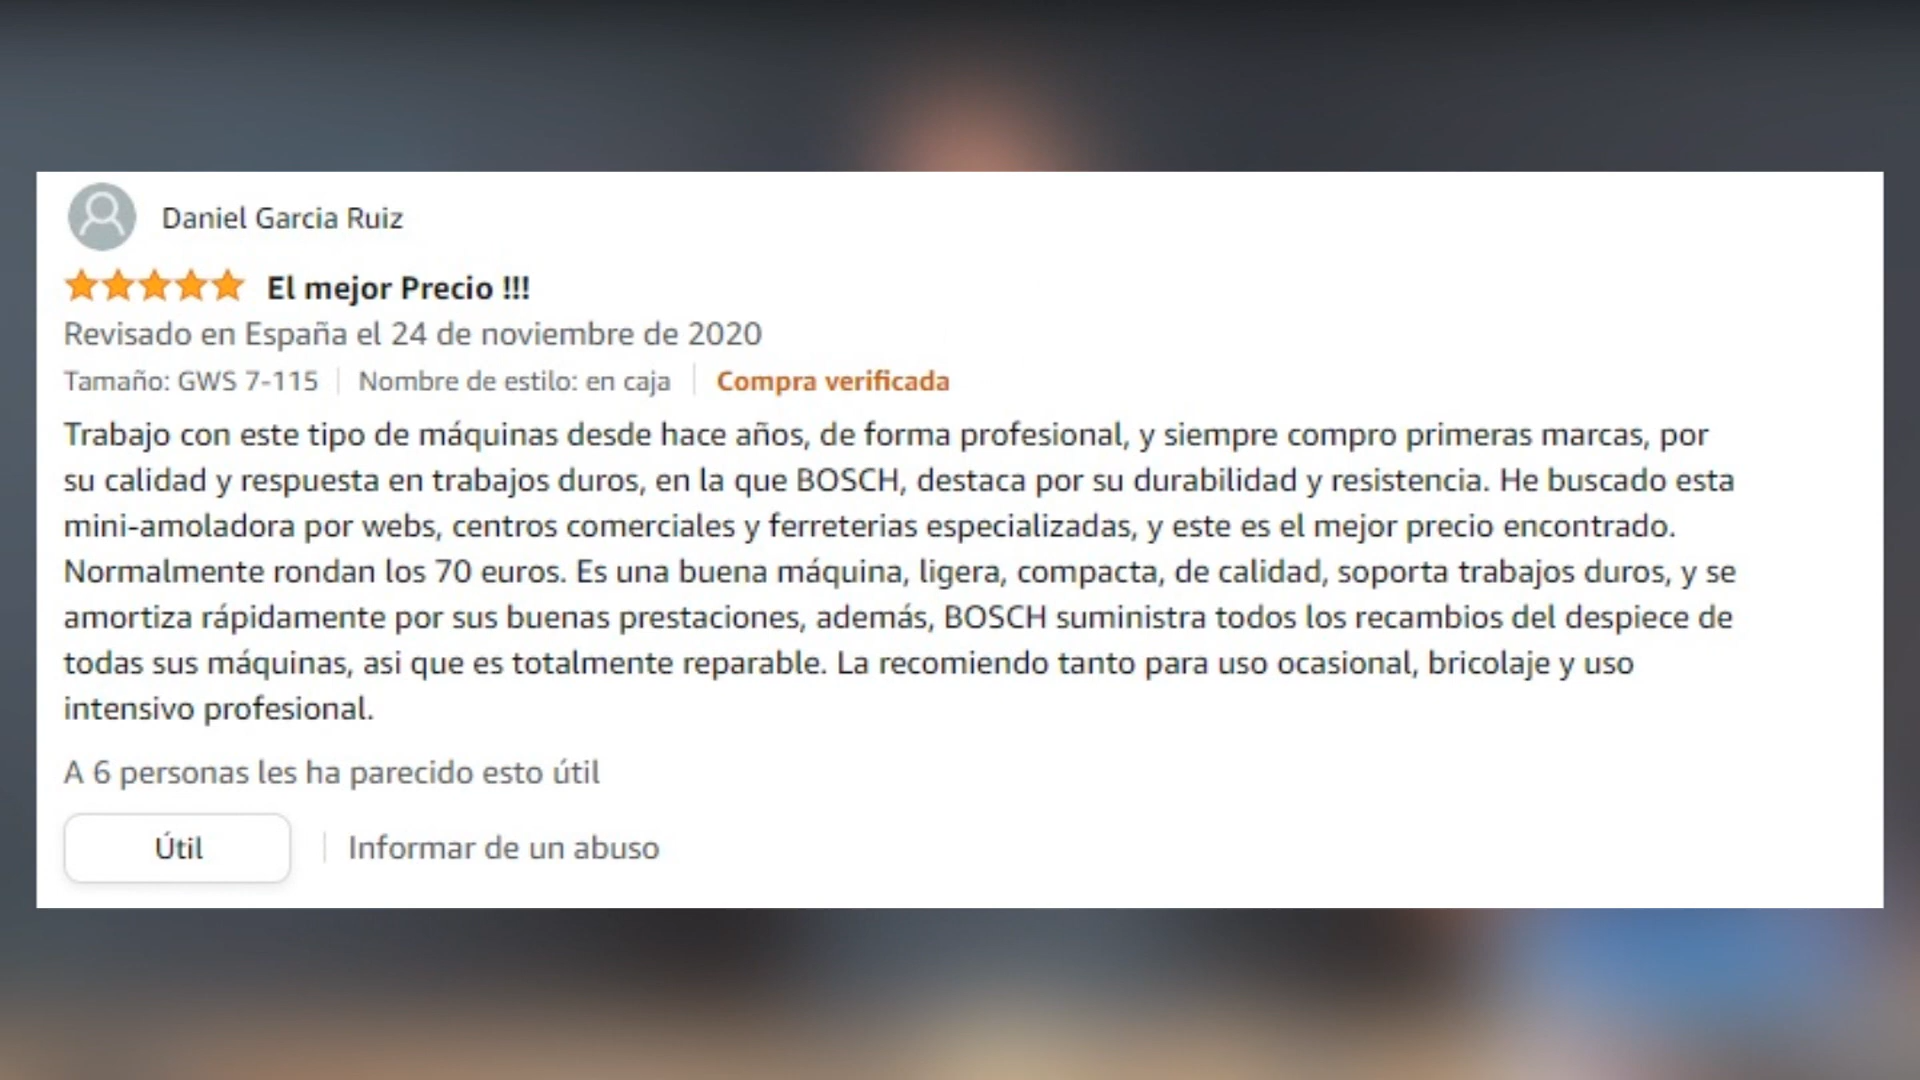 Daniel Garcia Ruiz
El mejor Precio !!!
Revisado en España el 24 de noviembre de 2020
Tamaño: GWS 7-115 | Nombre de estilo: en caja | Compra verificada
Trabajo con este tipo de máquinas desde hace años, de forma profesional, y siempre compro primeras marcas, por
su calidad y respuesta en trabajos duros, en la que BOSCH, destaca por su durabilidad y resistencia. He buscado esta
mini-amoladora por webs, centros comerciales y ferreterias especializadas, y este es el mejor precio encontrado.
Normalmente rondan los 70 euros. Es una buena máquina, ligera, compacta, de calidad, soporta trabajos duros, y se
amortiza rápidamente por sus buenas prestaciones, además, BOSCH suministra todos los recambios del despiece de
todas sus máquinas, asi que es totalmente reparable. La recomiendo tanto para uso ocasional, bricolaje y uso
intensivo profesional.
A 6 personas les ha parecido esto útil
Útil | Informar de un abuso